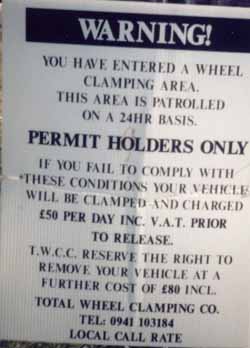 WARNING!
YOU HAVE ENTERED A WHEEL
CLAMPING AREA.
THIS AREA IS PATROLLED
ON A 24HR BASIS.
PERMIT HOLDERS ONLY
IF YOU FAIL TO COMPLY WITH
*THESE CONDITIONS YOUR VEHICLE
WILL BE CLAMPED AND CHARGED
£50 PER DAY INC. V.A.T. PRIOR
TO RELEASE.
T.W.C.C. RESERVE THE RIGHT TO
REMOVE YOUR VEHICLE AT A
FURTHER COST OF £80 INCL.
TOTAL WHEEL CLAMPING CO.
TEL: 0941 103184
LOCAL CALL RATE